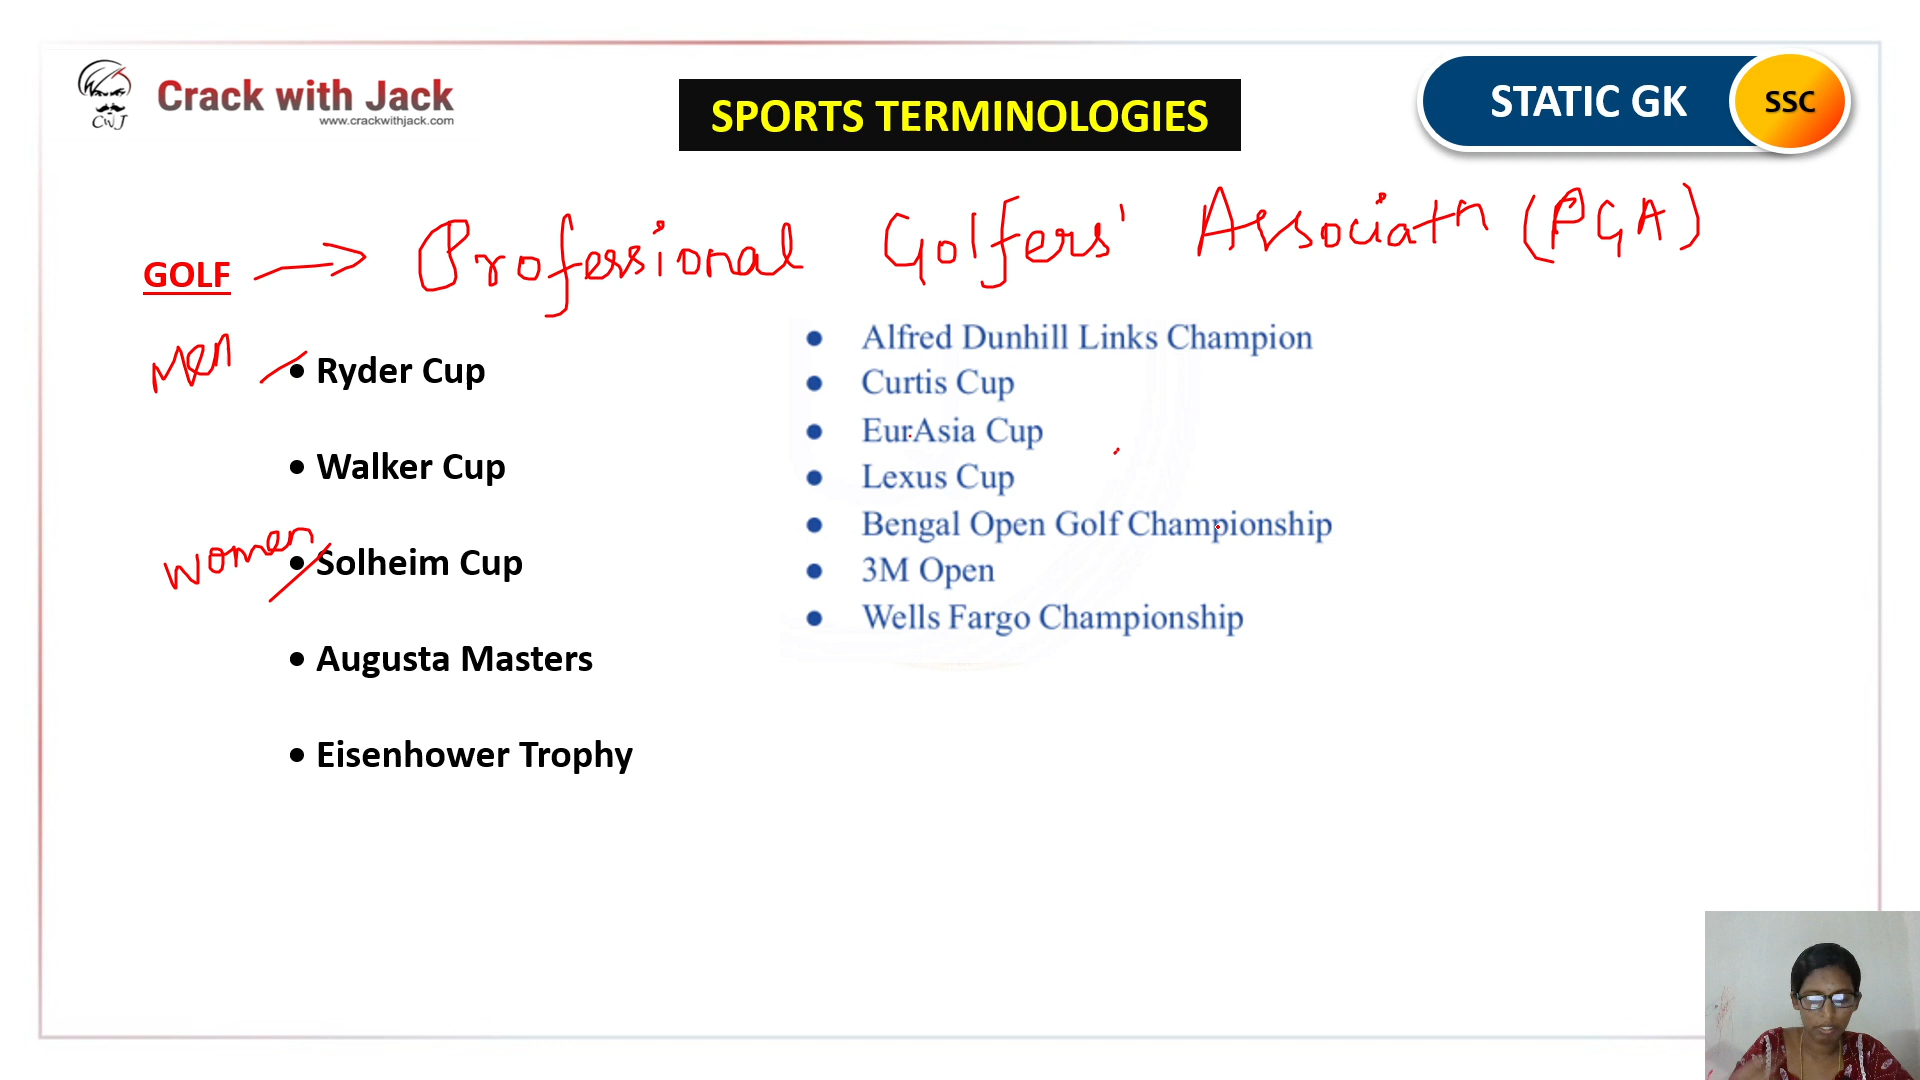 Crack with Jack
www.crackwithjack.com
CWJ
SPORTS TERMINOLOGIES
STATIC GK
SSC
GOLF
Professional Golfers' Associatn (PGA)
Men
• Ryder Cup
• Walker Cup
women
• Solheim Cup
• Augusta Masters
• Eisenhower Trophy
• Alfred Dunhill Links Champion
• Curtis Cup
• EurAsia Cup
• Lexus Cup
• Bengal Open Golf Championship
• 3M Open
• Wells Fargo Championship